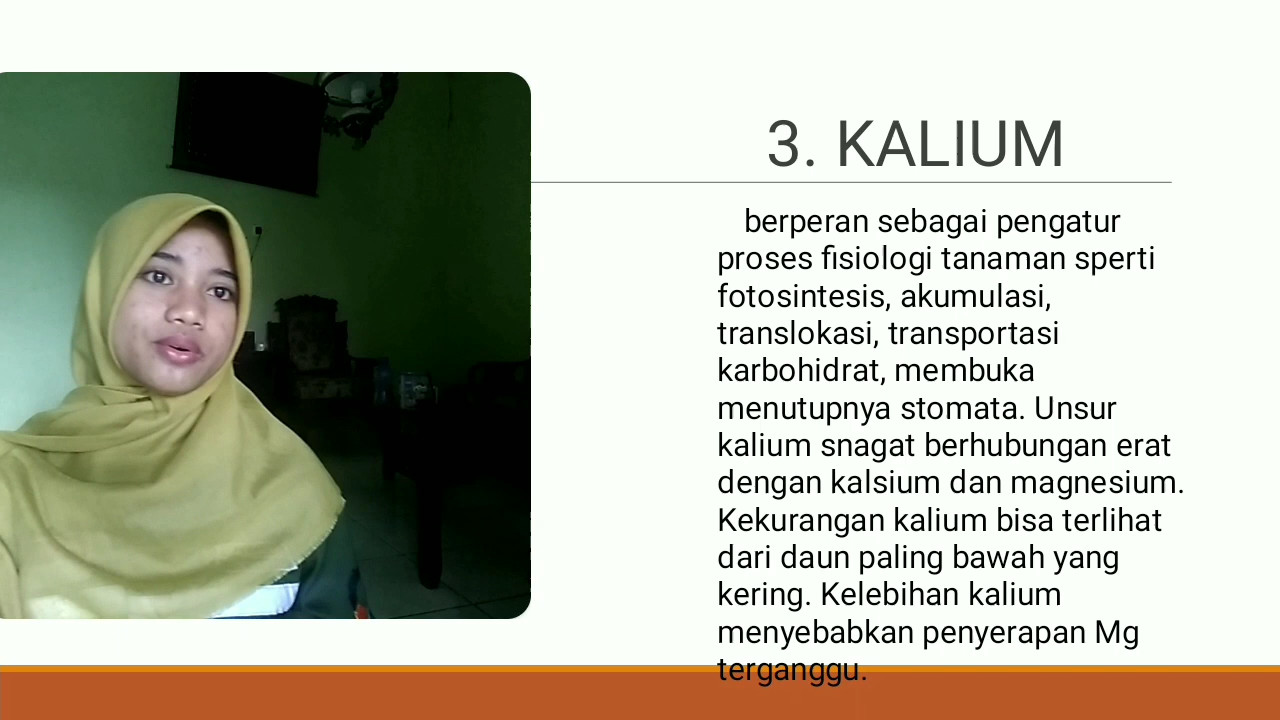 3. KALIUM
berperan sebagai pengatur
proses fisiologi tanaman sperti
fotosintesis, akumulasi,
translokasi, transportasi
karbohidrat, membuka
menutupnya stomata. Unsur
kalium snagat berhubungan erat
dengan kalsium dan magnesium.
Kekurangan kalium bisa terlihat
dari daun paling bawah yang
kering. Kelebihan kalium
menyebabkan penyerapan Mg
terganggu.